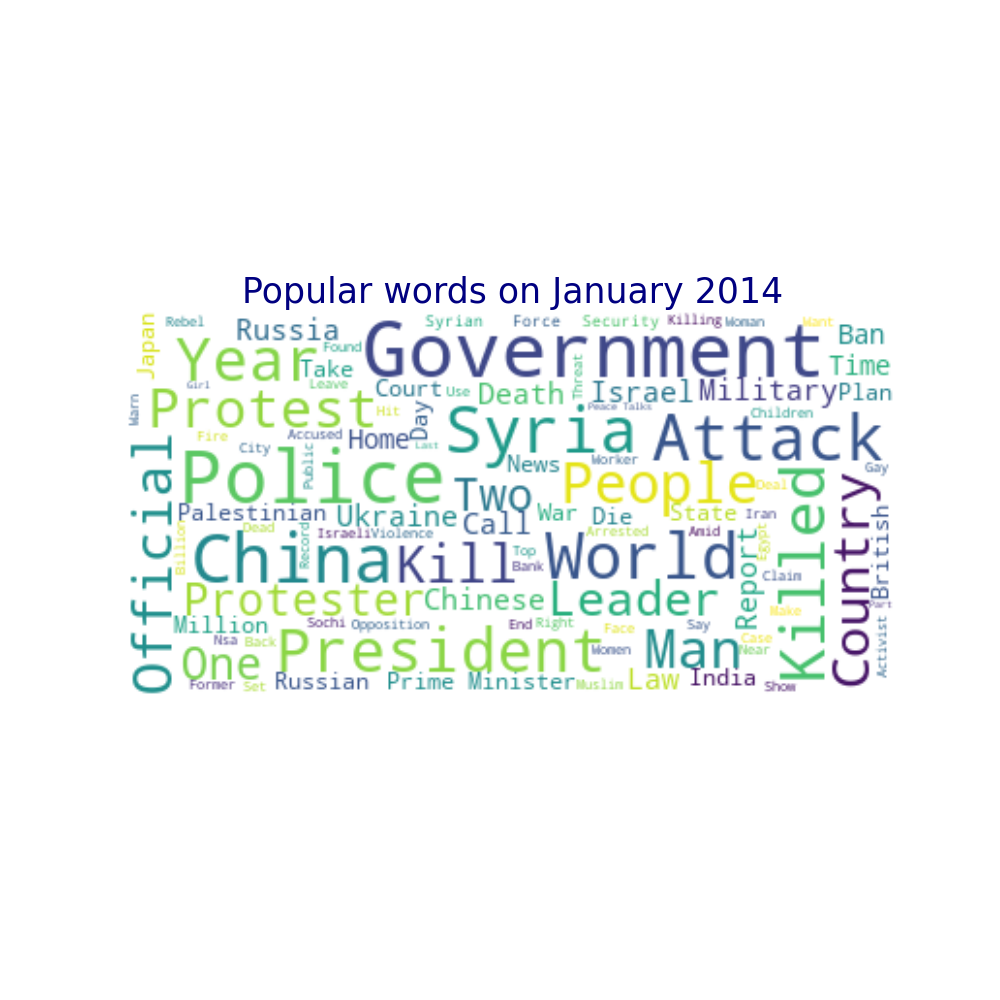 Popular words on January 2014
Japan
Rebel
Russia
Syrian
Force
Security
Killing
Woman
Want
Ban
Government
Year
Found
Take
Time
Threat
Girl
Leave
Court
Use
Death
Israel
Military
Plan
Warn
Protest
Hit
Day
Peace Talks
Children
Syria
Attack
Fire
Accused
Home
Last
City
Public
Official
Police
News
Worker
People
Deal
Gay
Two
Killed
Country
Palestinian
Ukraine
Call
War
Die
State
Iran
British
Billion
Dead
Record
Israeli
Violence
Arrested
Amid
Egypt
China
Kill
Top
Bank
World
Report
Claim
Protester
Chinese
Leader
Make
Part
Million
Sochi
Opposition
End
Right
Face
Say
Activist
Nsa
Back
President
Women
Man
Case
Near
One
Former
Set
Russian
Prime Minister
Muslim
Law
India
Show